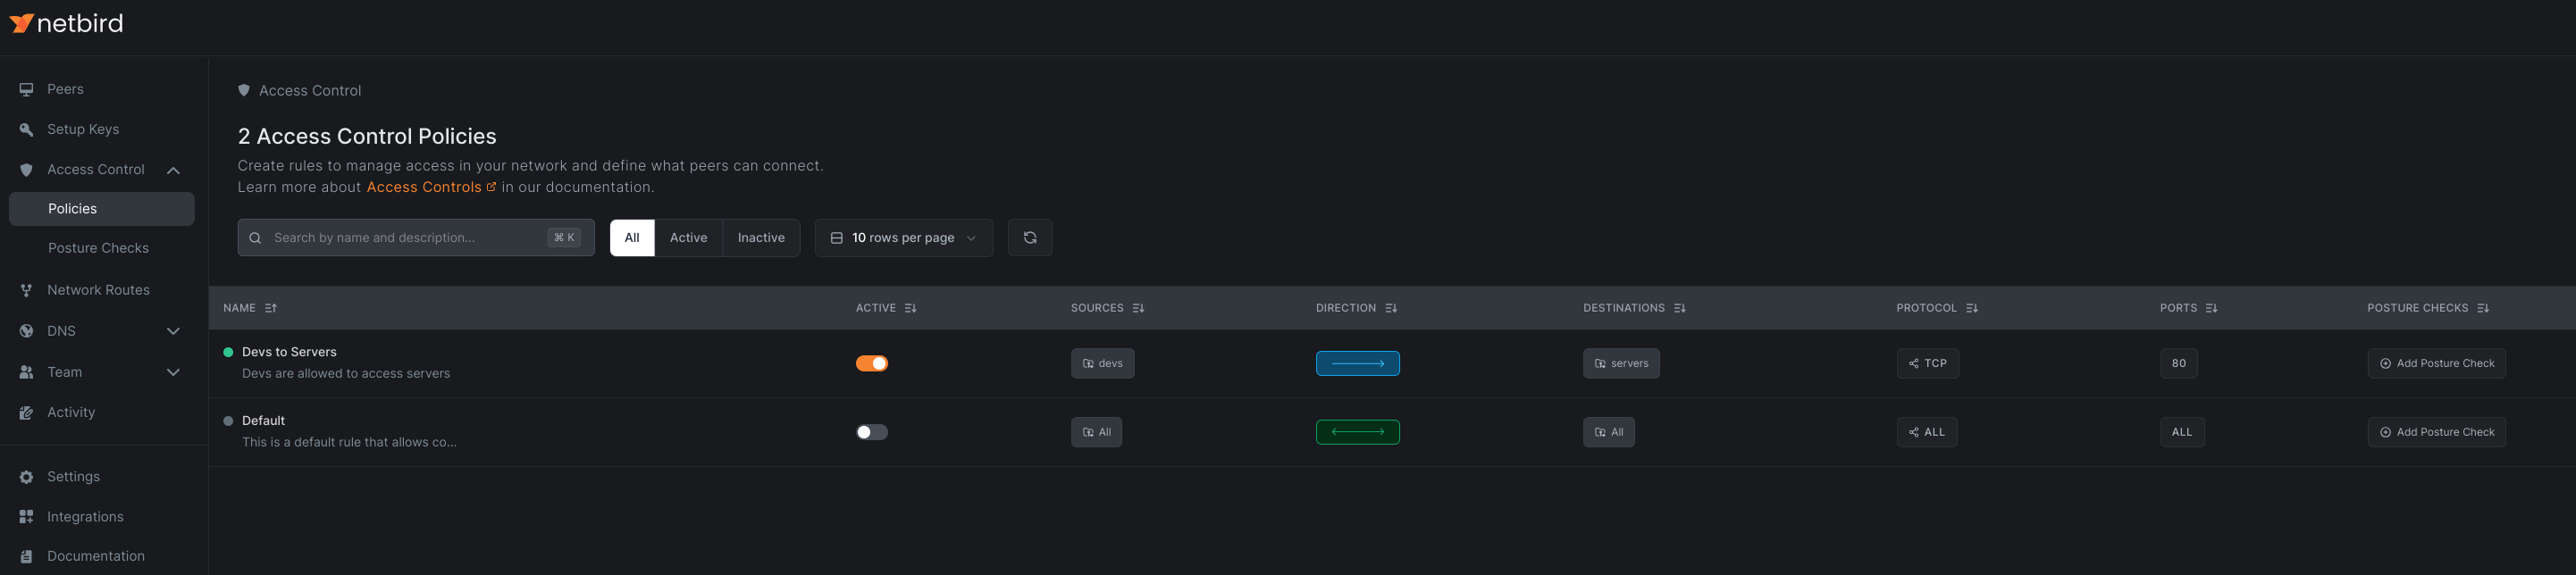 netbird
Peers
Setup Keys
Access Control
Policies
Posture Checks
Network Routes
DNS
Team
Activity
Settings
Integrations
Documentation
Access Control
2 Access Control Policies
Create rules to manage access in your network and define what peers can connect.
Learn more about Access Controls in our documentation.
Search by name and description... ⌘ K All Active Inactive 10 rows per page
NAME ACTIVE SOURCES DIRECTION DESTINATIONS PROTOCOL PORTS POSTURE CHECKS
Devs to Servers
Devs are allowed to access servers
devs servers TCP 80 Add Posture Check
Default
This is a default rule that allows co...
All All ALL ALL Add Posture Check